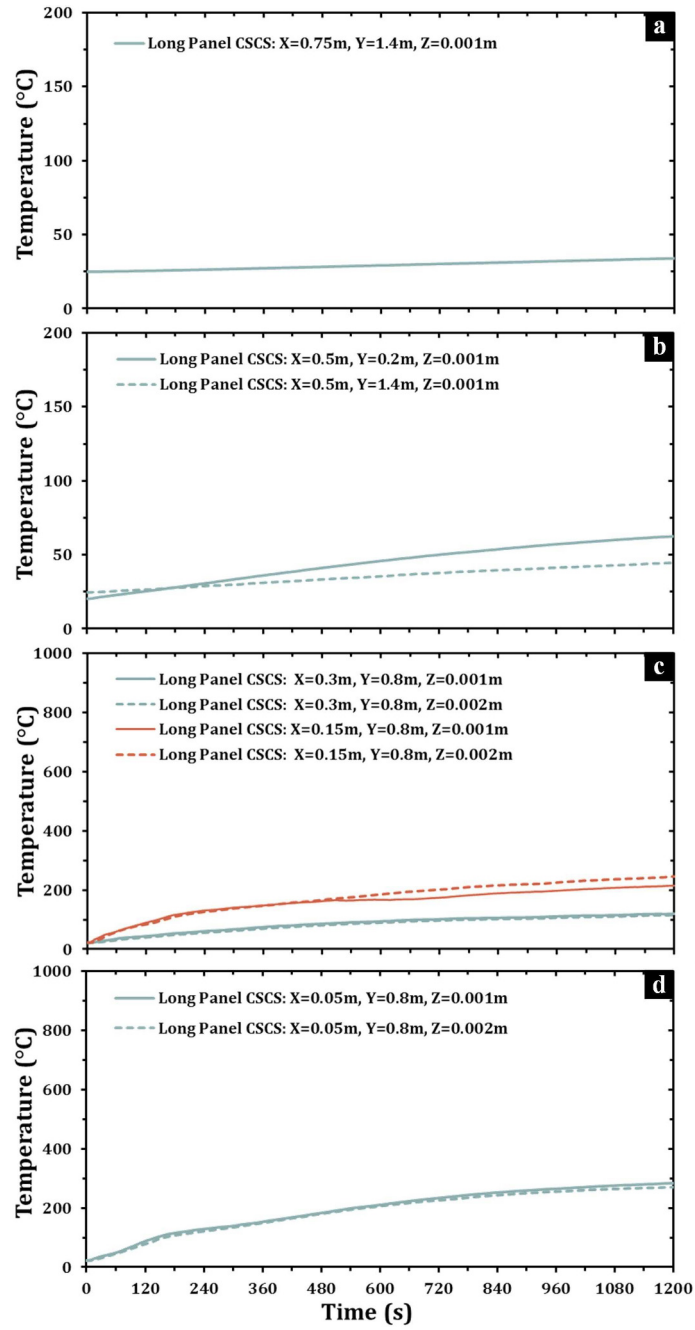 a
200
Long Panel CSCS: X=0.75m, Y=1.4m, Z=0.001m
150
100
50
0
Temperature (°C)
b
200
Long Panel CSCS: X=0.5m, Y=0.2m, Z=0.001m
Long Panel CSCS: X=0.5m, Y=1.4m, Z=0.001m
150
100
50
0
Temperature (°C)
c
1000
Long Panel CSCS: X=0.3m, Y=0.8m, Z=0.001m
Long Panel CSCS: X=0.3m, Y=0.8m, Z=0.002m
Long Panel CSCS: X=0.15m, Y=0.8m, Z=0.001m
Long Panel CSCS: X=0.15m, Y=0.8m, Z=0.002m
800
600
400
200
0
Temperature (°C)
d
1000
Long Panel CSCS: X=0.05m, Y=0.8m, Z=0.001m
Long Panel CSCS: X=0.05m, Y=0.8m, Z=0.002m
800
600
400
200
0
Temperature (°C)
0 120 240 360 480 600 720 840 960 1080 1200
Time (s)